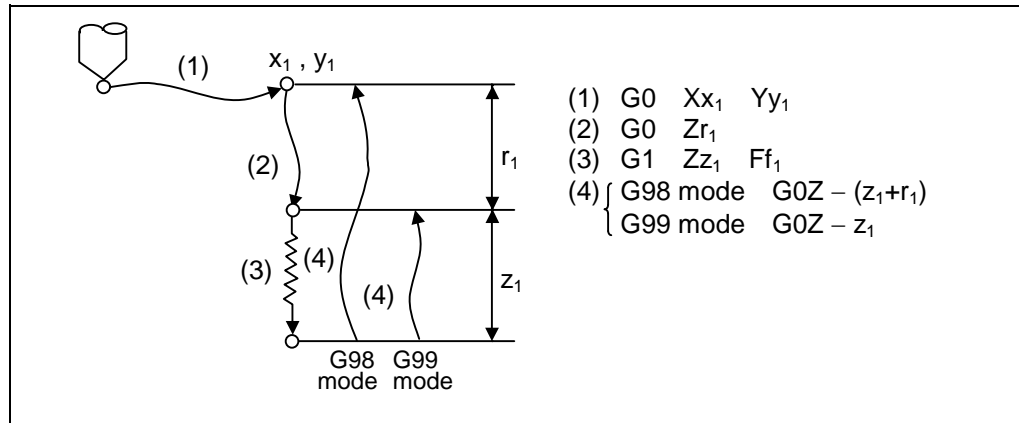 (1)
x₁ , y₁
(2)
r₁
(3)
(4)
(4)
z₁
G98
mode
G99
mode
(1) G0 Xx₁ Yy₁
(2) G0 Zr₁
(3) G1 Zz₁ Ff₁
(4) G98 mode G0Z – (z₁+r₁)
G99 mode G0Z – z₁